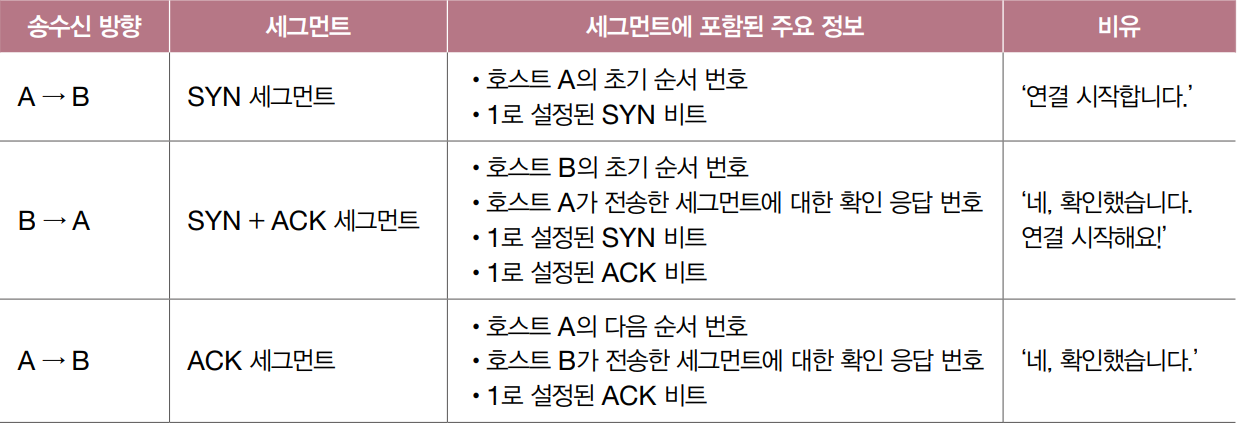 송수신 방향 세그먼트 세그먼트에 포함된 주요 정보 비유
A → B SYN 세그먼트
• 호스트 A의 초기 순서 번호
• 1로 설정된 SYN 비트
‘연결 시작합니다.’
B → A SYN + ACK 세그먼트
• 호스트 B의 초기 순서 번호
• 호스트 A가 전송한 세그먼트에 대한 확인 응답 번호
• 1로 설정된 SYN 비트
• 1로 설정된 ACK 비트
‘네, 확인했습니다.
연결 시작해요!’
A → B ACK 세그먼트
• 호스트 A의 다음 순서 번호
• 호스트 B가 전송한 세그먼트에 대한 확인 응답 번호
• 1로 설정된 ACK 비트
‘네, 확인했습니다.’